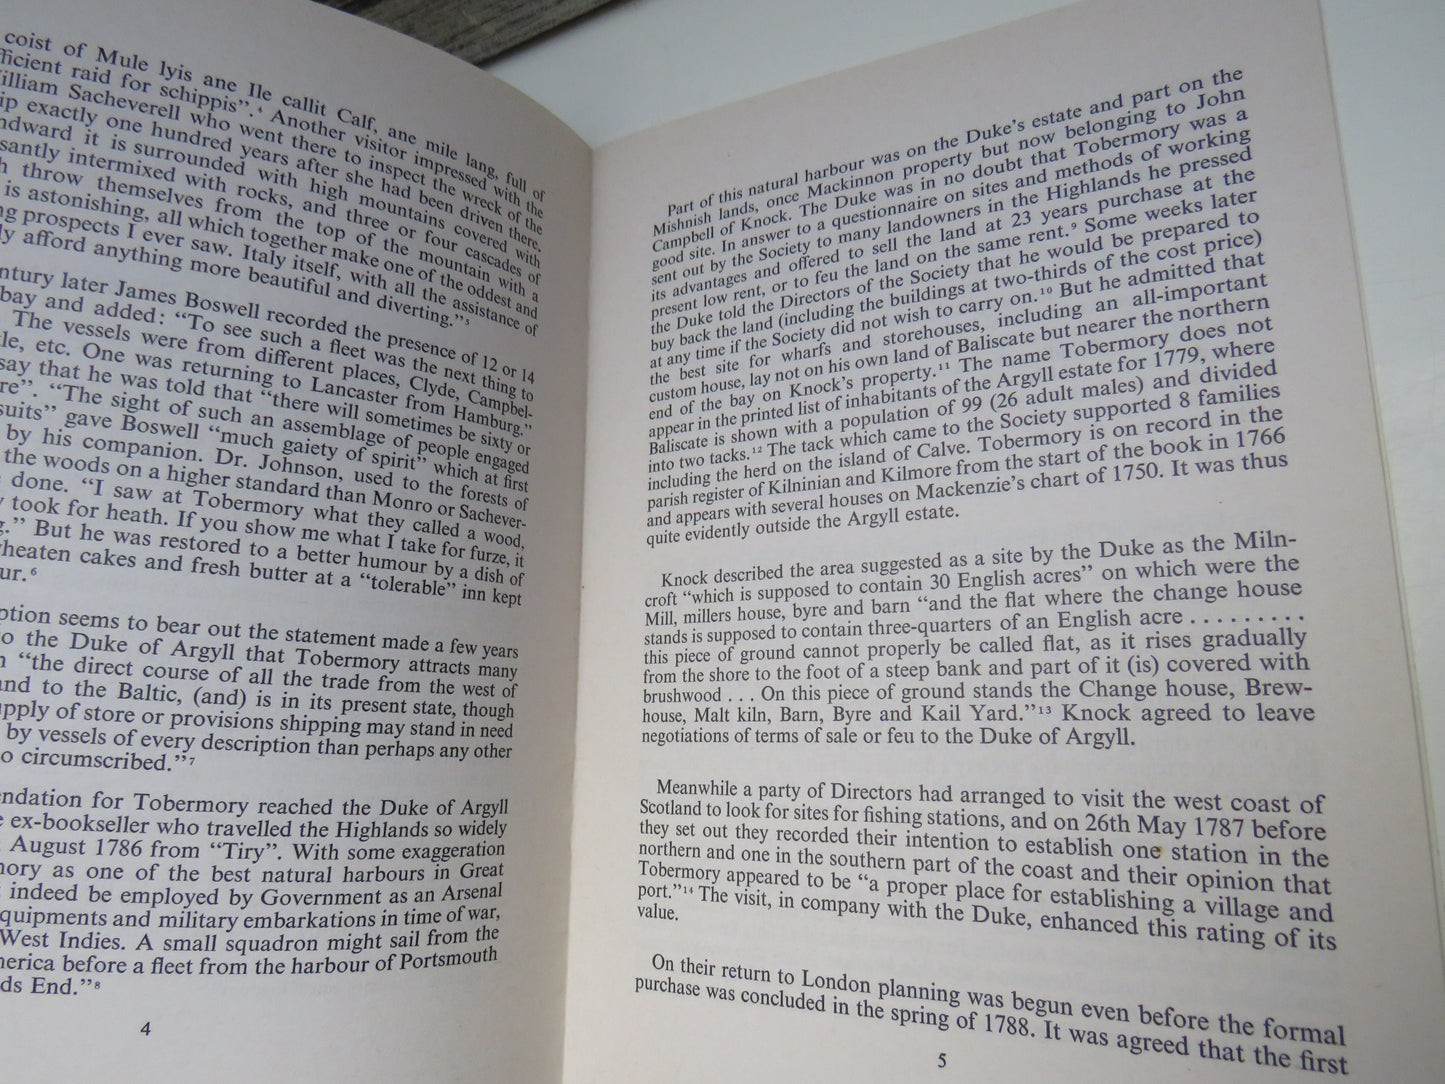 coist of Mule lyis ane Ile callit Calf, ane mile lang, full of
fficient raid for schippis".⁴ Another visitor impressed with the
illiam Sacheverell who went there to inspect the wreck of the
ip exactly one hundred years after she had been driven there.
ndward it is surrounded with high mountains covered with
santly intermixed with rocks, and three or four cascades of
h throw themselves from the top of the mountain with a
is astonishing, all which together make one of the oddest and
ng prospects I ever saw. Italy itself, with all the assistance of
ly afford anything more beautiful and diverting."⁵
ntury later James Boswell recorded the presence of 12 or 14
bay and added: "To see such a fleet was the next thing to
The vessels were from different places, Clyde, Campbel-
le, etc. One was returning to Lancaster from Hamburg."
say that he was told that "there will sometimes be sixty or
re". "The sight of such an assemblage of people engaged
suits" gave Boswell "much gaiety of spirit" which at first
by his companion. Dr. Johnson, used to the forests of
the woods on a higher standard than Monro or Sachever-
done. "I saw at Tobermory what they called a wood,
y took for heath. If you show me what I take for furze, it
g." But he was restored to a better humour by a dish of
heaten cakes and fresh butter at a "tolerable" inn kept
ur.⁶
ption seems to bear out the statement made a few years
o the Duke of Argyll that Tobermory attracts many
n "the direct course of all the trade from the west of
and to the Baltic, (and) is in its present state, though
pply of store or provisions shipping may stand in need
by vessels of every description than perhaps any other
o circumscribed."⁷
endation for Tobermory reached the Duke of Argyll
e ex-bookseller who travelled the Highlands so widely
August 1786 from "Tiry". With some exaggeration
nory as one of the best natural harbours in Great
t indeed be employed by Government as an Arsenal
quipments and military embarkations in time of war,
West Indies. A small squadron might sail from the
merica before a fleet from the harbour of Portsmouth
ds End."⁸
4
Part of this natural harbour was on the Duke's estate and part on the
Mishnish lands, once Mackinnon property but now belonging to John
Campbell of Knock. The Duke was in no doubt that Tobermory was a
good site. In answer to a questionnaire on sites and methods of working
sent out by the Society to many landowners in the Highlands he pressed
its advantages and offered to sell the land at 23 years purchase at the
present low rent, or to feu the land on the same rent.⁹ Some weeks later
the Duke told the Directors of the Society that he would be prepared to
buy back the land (including the buildings at two-thirds of the cost price)
at any time if the Society did not wish to carry on.¹⁰ But he admitted that
the best site for wharfs and storehouses, including an all-important
custom house, lay not on his own land of Baliscate but nearer the northern
end of the bay on Knock's property.¹¹ The name Tobermory does not
appear in the printed list of inhabitants of the Argyll estate for 1779, where
Baliscate is shown with a population of 99 (26 adult males) and divided
into two tacks.¹² The tack which came to the Society supported 8 families
including the herd on the island of Calve. Tobermory is on record in the
parish register of Kilninian and Kilmore from the start of the book in 1766
and appears with several houses on Mackenzie's chart of 1750. It was thus
quite evidently outside the Argyll estate.
Knock described the area suggested as a site by the Duke as the Miln-
croft "which is supposed to contain 30 English acres" on which were the
Mill, millers house, byre and barn "and the flat where the change house
stands is supposed to contain three-quarters of an English acre . . . . . . . . .
this piece of ground cannot properly be called flat, as it rises gradually
from the shore to the foot of a steep bank and part of it (is) covered with
brushwood . . . On this piece of ground stands the Change house, Brew-
house, Malt kiln, Barn, Byre and Kail Yard."¹³ Knock agreed to leave
negotiations of terms of sale or feu to the Duke of Argyll.
Meanwhile a party of Directors had arranged to visit the west coast of
Scotland to look for sites for fishing stations, and on 26th May 1787 before
they set out they recorded their intention to establish one station in the
northern and one in the southern part of the coast and their opinion that
Tobermory appeared to be "a proper place for establishing a village and
port."¹⁴ The visit, in company with the Duke, enhanced this rating of its
value.
On their return to London planning was begun even before the formal
purchase was concluded in the spring of 1788. It was agreed that the first
5